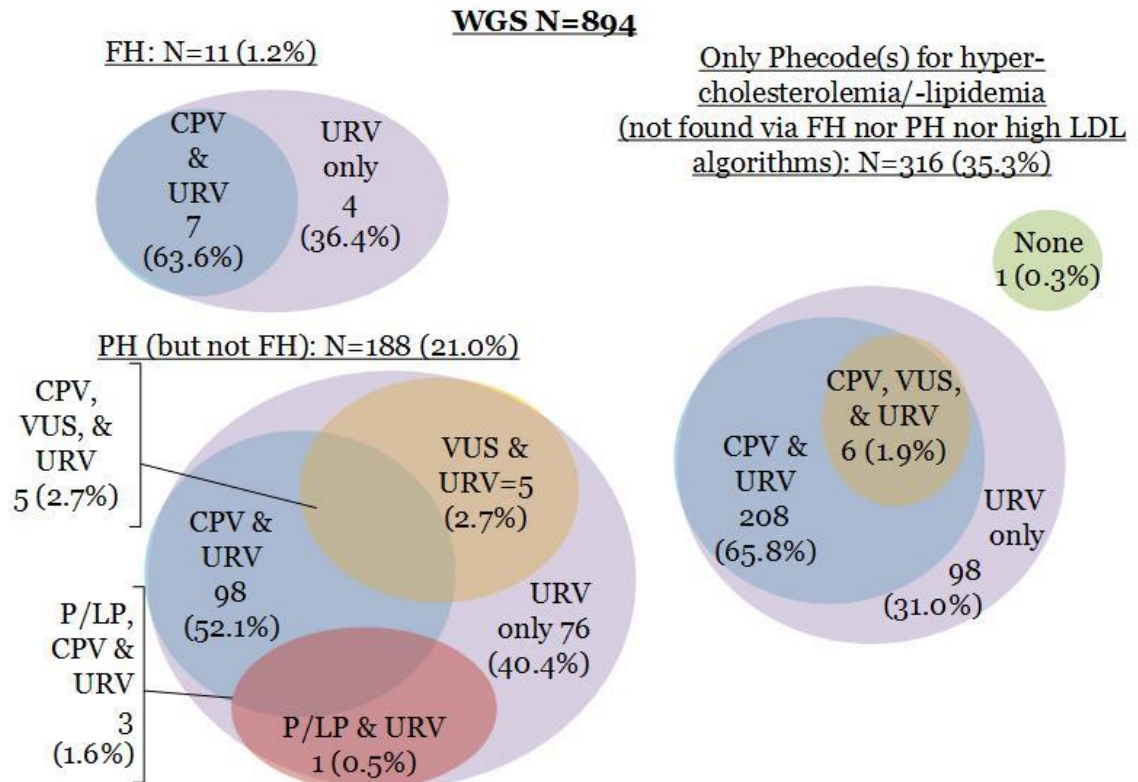 WGS N=894
FH: N=11 (1.2%)
CPV
&
URV
7
(63.6%)
URV
only
4
(36.4%)
Only Phecode(s) for hyper-
cholesterolemia/-lipidemia
(not found via FH nor PH nor high LDL
algorithms): N=316 (35.3%)
None
1 (0.3%)
CPV, VUS,
& URV
6 (1.9%)
CPV &
URV
208
(65.8%)
URV
only
98
(31.0%)
PH (but not FH): N=188 (21.0%)
CPV,
VUS, &
URV
5 (2.7%)
VUS &
URV=5
(2.7%)
CPV &
URV
98
(52.1%)
URV
only 76
(40.4%)
P/LP,
CPV &
URV
3
(1.6%)
P/LP & URV
1 (0.5%)